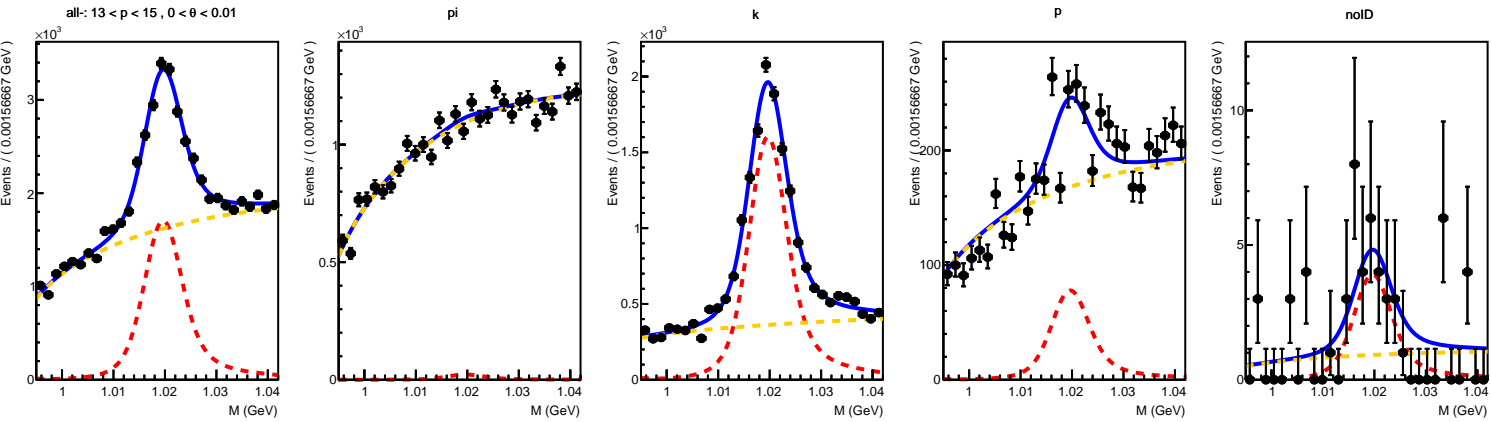 all-: 13 < p < 15 , 0 < θ < 0.01
×10³
Events / ( 0.00156667 GeV )
3
2
1
0
1 1.01 1.02 1.03 1.04
M (GeV)
pi
×10³
Events / ( 0.00156667 GeV )
1
0.5
0
1 1.01 1.02 1.03 1.04
M (GeV)
k
×10³
Events / ( 0.00156667 GeV )
2
1.5
1
0.5
0
1 1.01 1.02 1.03 1.04
M (GeV)
p
Events / ( 0.00156667 GeV )
200
100
0
1 1.01 1.02 1.03 1.04
M (GeV)
noID
Events / ( 0.00156667 GeV )
10
5
0
1 1.01 1.02 1.03 1.04
M (GeV)